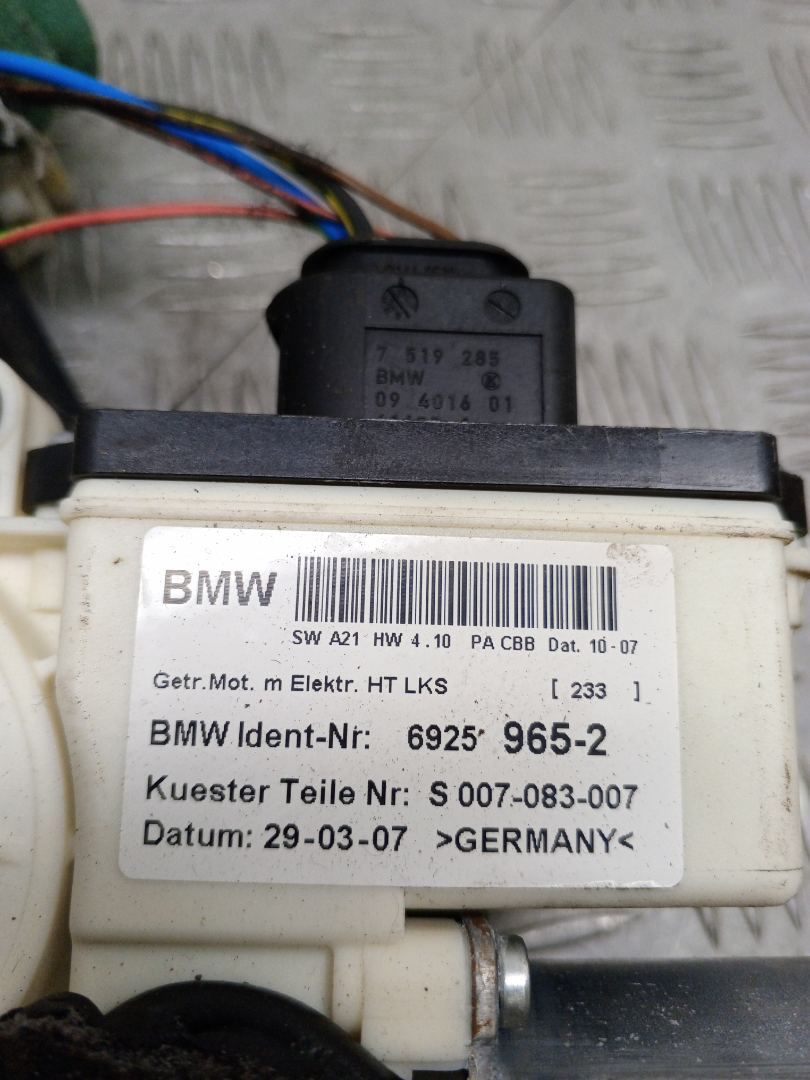 7 519 285
BMW
09 4016 01
BMW
SW A21 HW 4.10 PA CBB Dat. 10-07
Getr.Mot. m Elektr. HT LKS [ 233 ]
BMW Ident-Nr: 6925 965-2
Kuester Teile Nr: S 007-083-007
Datum: 29-03-07 >GERMANY<